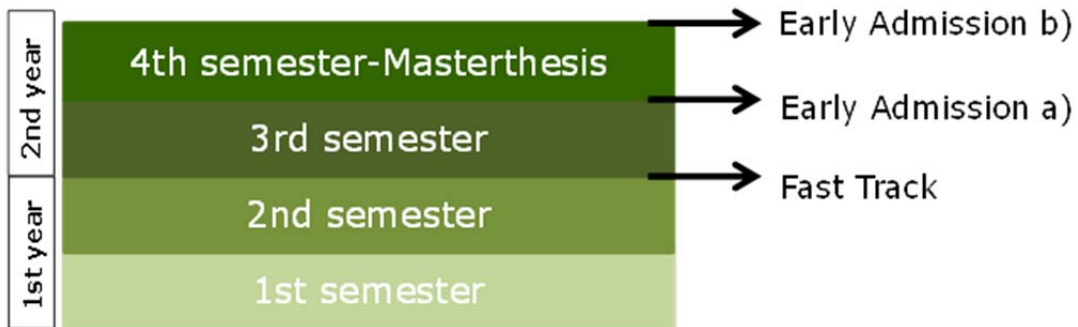 2nd year
1st year
4th semester-Masterthesis
3rd semester
2nd semester
1st semester
Early Admission b)
Early Admission a)
Fast Track